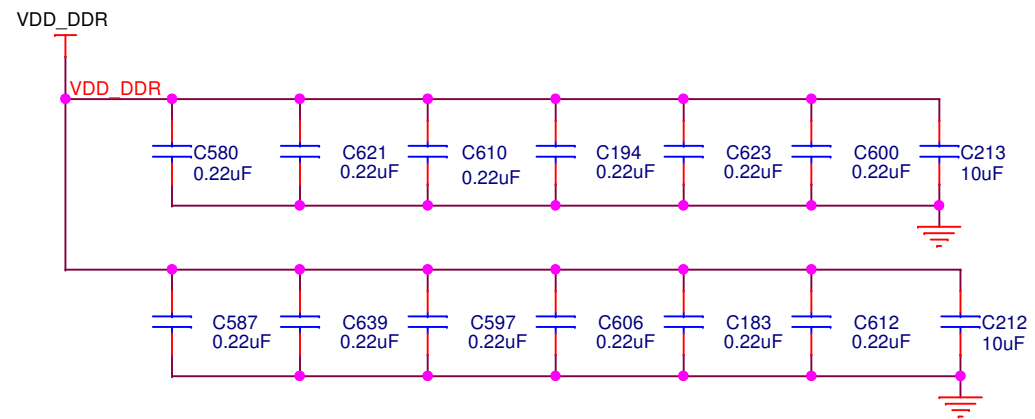 VDD_DDR
VDD_DDR
C580
0.22uF
C621
0.22uF
C610
0.22uF
C194
0.22uF
C623
0.22uF
C600
0.22uF
C213
10uF
C587
0.22uF
C639
0.22uF
C597
0.22uF
C606
0.22uF
C183
0.22uF
C612
0.22uF
C212
10uF